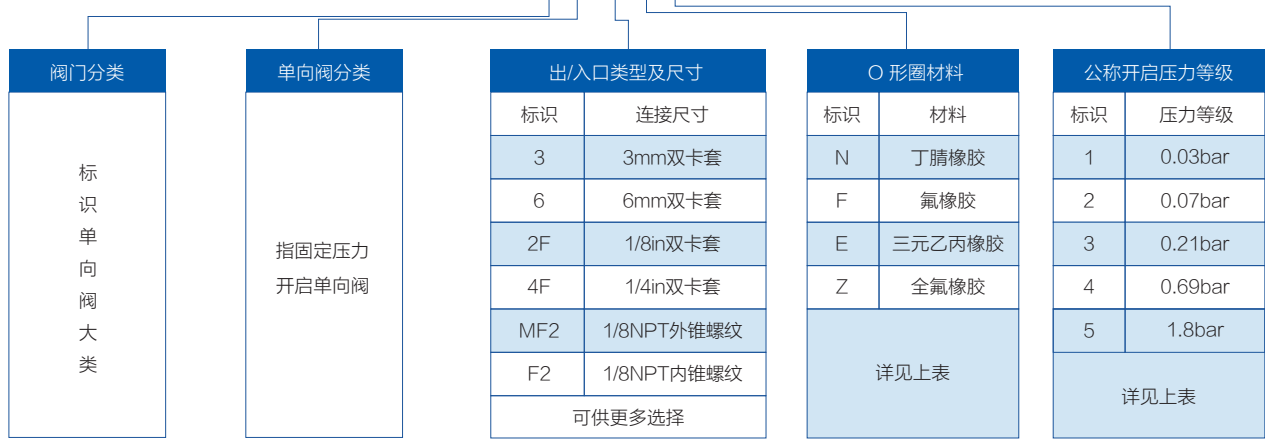 阀门分类
标
识
单
向
阀
大
类
单向阀分类
指固定压力
开启单向阀
出/入口类型及尺寸
标识 连接尺寸
3 3mm双卡套
6 6mm双卡套
2F 1/8in双卡套
4F 1/4in双卡套
MF2 1/8NPT外锥螺纹
F2 1/8NPT内锥螺纹
可供更多选择
O 形圈材料
标识 材料
N 丁腈橡胶
F 氟橡胶
E 三元乙丙橡胶
Z 全氟橡胶
详见上表
公称开启压力等级
标识 压力等级
1 0.03bar
2 0.07bar
3 0.21bar
4 0.69bar
5 1.8bar
详见上表